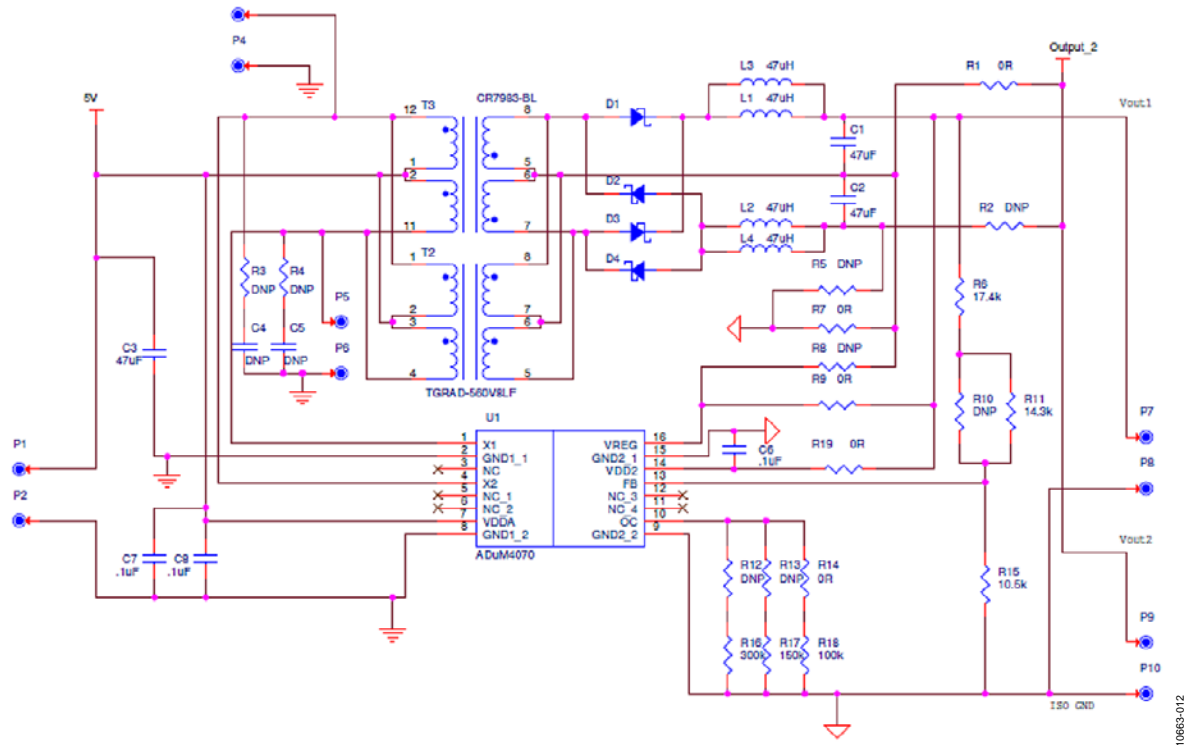 P4
5V
12 T3
CR7983-BL
8
D1
L3 47uH
L1 47uH
R1 0R
Output_2
Vout1
C1
47uF
1
2
5
6
D2
C2
47uF
L2 47uH
L4 47uH
R2 DNP
11
7
D3
D4
T2
1
8
R3
DNP
R4
DNP
P5
2
3
7
6
R5 DNP
R7 0R
R8 DNP
R9 0R
R6
17.4k
C3
47uF
C4
DNP
C5
DNP
P6
4
5
TGRAD-560V8LF
R10
DNP
R11
14.3k
P7
U1
P1
1 X1
2 GND1_1
3 NC
4 X2
5 NC_1
6 NC_2
7 VDDA
8 GND1_2
VREG 16
GND2_1 15
VDD2 14
FB 13
NC_3 12
NC_4 11
OC 10
GND2_2 9
ADuM4070
C6
.1uF
R19 0R
P8
P2
Vout2
C7
.1uF
C8
.1uF
R12
DNP
R13
DNP
R14
0R
R15
10.5k
R16
300k
R17
150k
R18
100k
P9
P10
ISO GND
10663-012